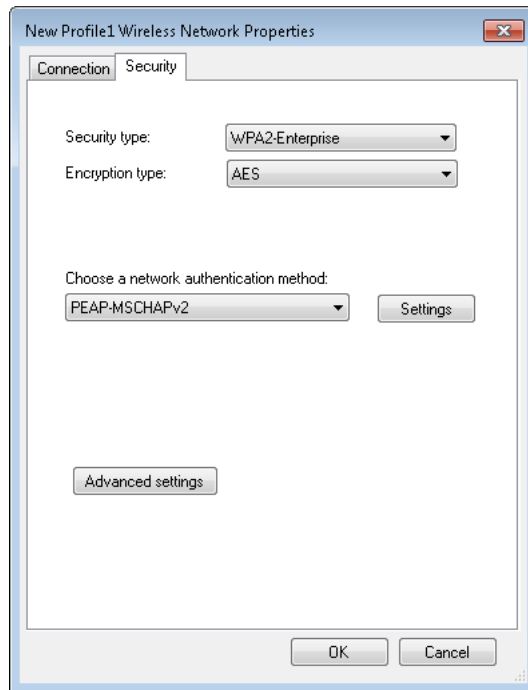 New Profile1 Wireless Network Properties
Connection
Security
Security type:
WPA2-Enterprise
Encryption type:
AES
Choose a network authentication method:
PEAP-MSCHAPv2
Settings
Advanced settings
OK
Cancel